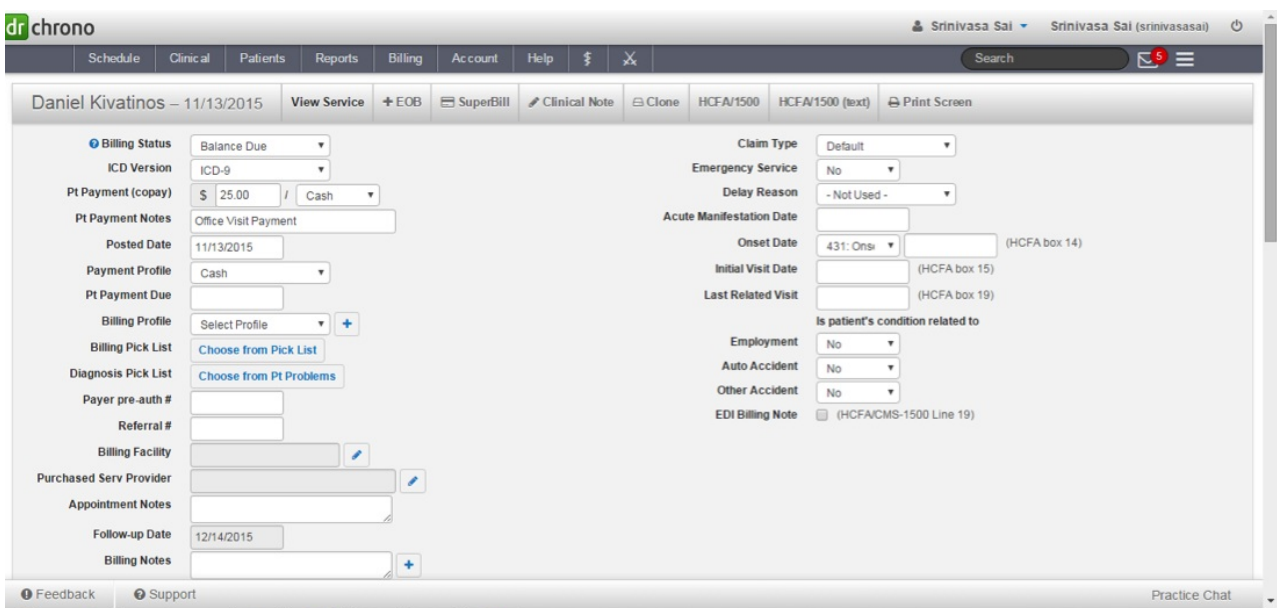 dr chrono
Srinivasa Sai
Srinivasa Sai (srinivasasai)
Schedule Clinical Patients Reports Billing Account Help
Search
5
Daniel Kivatinos – 11/13/2015
View Service
+ EOB
SuperBill
Clinical Note
Clone
HCFA/1500
HCFA/1500 (text)
Print Screen
Billing Status Balance Due
ICD Version ICD-9
Pt Payment (copay) $ 25.00 / Cash
Pt Payment Notes Office Visit Payment
Posted Date 11/13/2015
Payment Profile Cash
Pt Payment Due
Billing Profile Select Profile +
Billing Pick List Choose from Pick List
Diagnosis Pick List Choose from Pt Problems
Payer pre-auth #
Referral #
Billing Facility
Purchased Serv Provider
Appointment Notes
Follow-up Date 12/14/2015
Billing Notes +
Claim Type Default
Emergency Service No
Delay Reason - Not Used -
Acute Manifestation Date
Onset Date 431: Onse (HCFA box 14)
Initial Visit Date (HCFA box 15)
Last Related Visit (HCFA box 19)
Is patient's condition related to
Employment No
Auto Accident No
Other Accident No
EDI Billing Note (HCFA/CMS-1500 Line 19)
Feedback
Support
Practice Chat